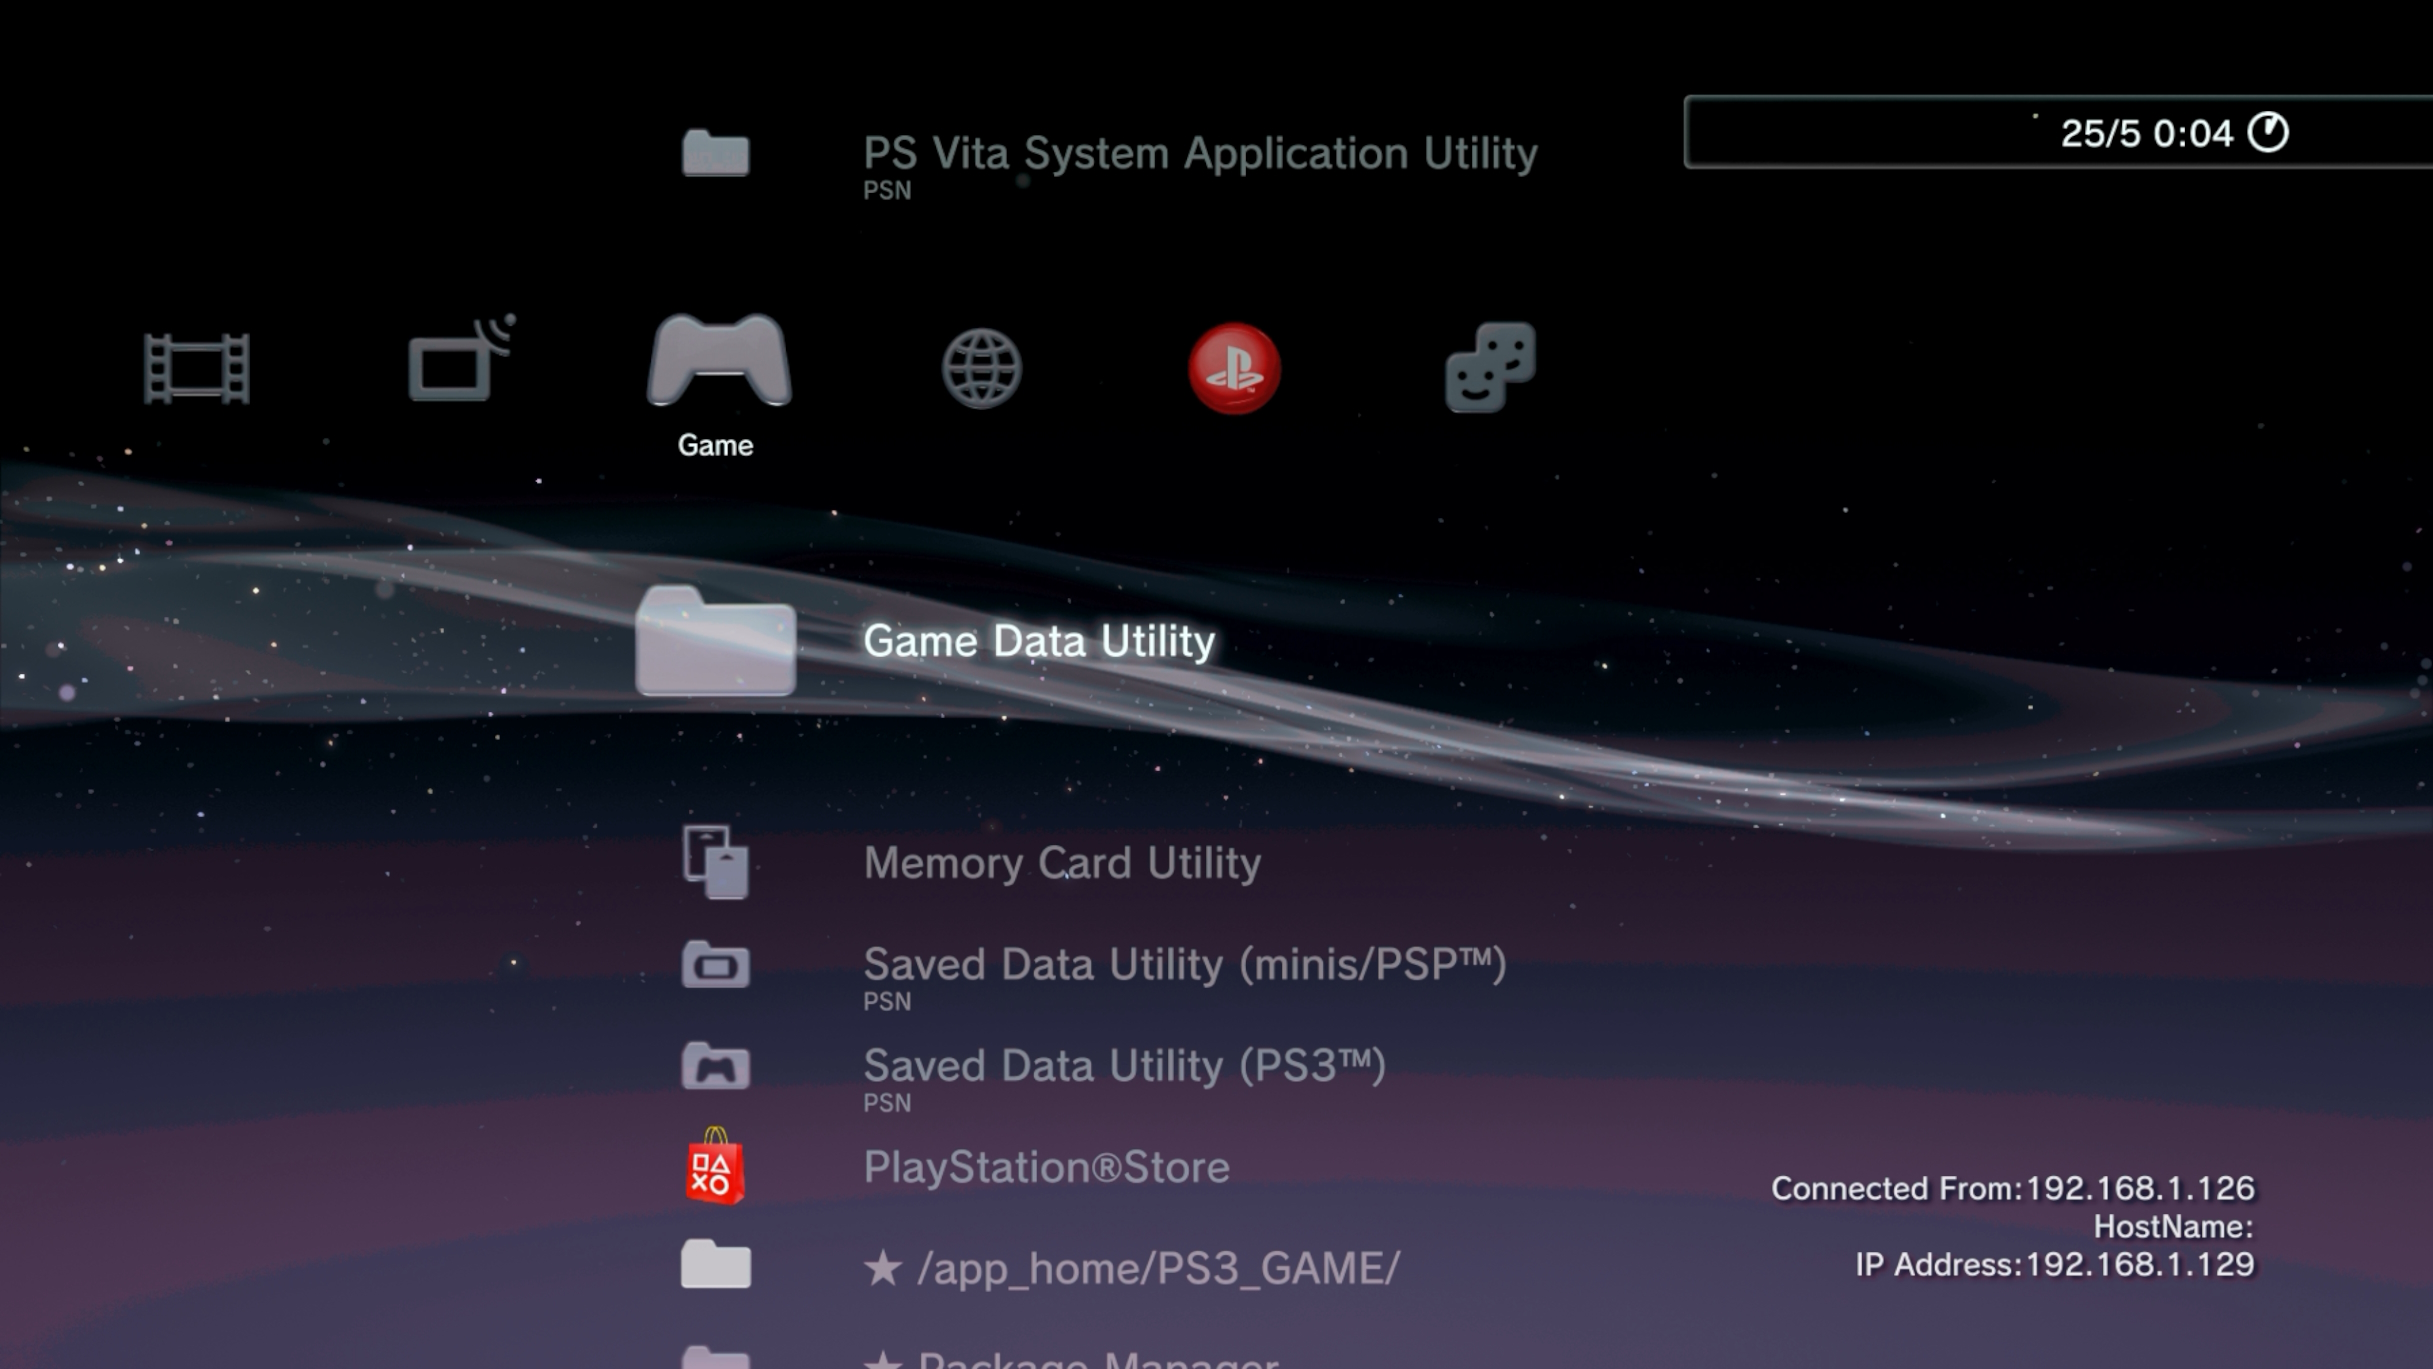 PS Vita System Application Utility
PSN
25/5 0:04
Game
Game Data Utility
Memory Card Utility
Saved Data Utility (minis/PSP™)
PSN
Saved Data Utility (PS3™)
PSN
PlayStation®Store
★ /app_home/PS3_GAME/
★ Package Manager
Connected From:192.168.1.126
HostName:
IP Address:192.168.1.129